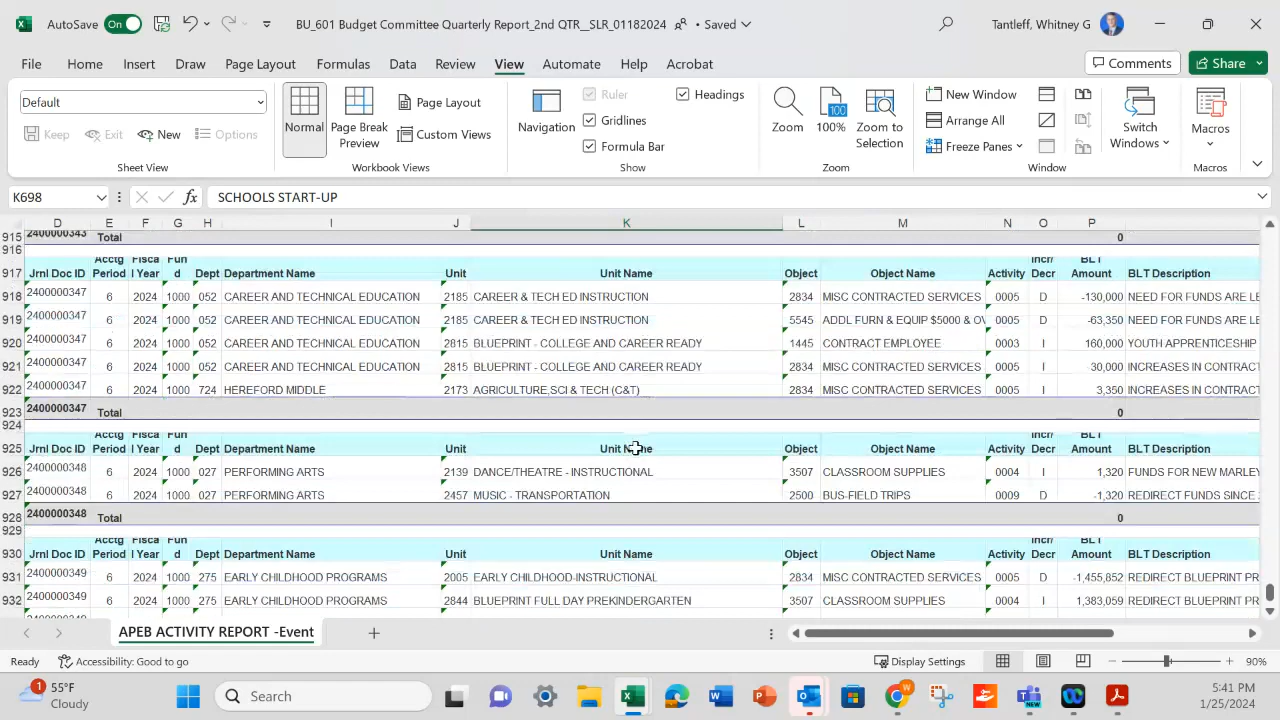 AutoSave On BU_601 Budget Committee Quarterly Report_2nd QTR_SLR_01182024 • Saved Tantleff, Whitney G
File Home Insert Draw Page Layout Formulas Data Review View Automate Help Acrobat Comments Share
Default
Keep Exit New Options
Sheet View
Normal Page Break Preview Page Layout Custom Views
Workbook Views
Navigation Ruler Headings
Gridlines
Formula Bar
Show
Zoom 100% Zoom to Selection
Zoom
New Window
Arrange All
Freeze Panes
Switch Windows
Window
Macros
Macros
K698 fx SCHOOLS START-UP
D E F G H I J K L M N O P
915 2400000343 Total 0
916
917 Jrnl Doc ID Acctg Period Fisca l Year Fun d Dept Department Name Unit Unit Name Object Object Name Activity Incr/ Decr BLT Amount BLT Description
918 2400000347 6 2024 1000 052 CAREER AND TECHNICAL EDUCATION 2185 CAREER & TECH ED INSTRUCTION 2834 MISC CONTRACTED SERVICES 0005 D -130,000 NEED FOR FUNDS ARE LE
919 2400000347 6 2024 1000 052 CAREER AND TECHNICAL EDUCATION 2185 CAREER & TECH ED INSTRUCTION 5545 ADDL FURN & EQUIP $5000 & OV 0005 D -63,350 NEED FOR FUNDS ARE LE
920 2400000347 6 2024 1000 052 CAREER AND TECHNICAL EDUCATION 2815 BLUEPRINT - COLLEGE AND CAREER READY 1445 CONTRACT EMPLOYEE 0003 I 160,000 YOUTH APPRENTICESHIP
921 2400000347 6 2024 1000 052 CAREER AND TECHNICAL EDUCATION 2815 BLUEPRINT - COLLEGE AND CAREER READY 2834 MISC CONTRACTED SERVICES 0005 I 30,000 INCREASES IN CONTRACT
922 2400000347 6 2024 1000 724 HEREFORD MIDDLE 2173 AGRICULTURE,SCI & TECH (C&T) 2834 MISC CONTRACTED SERVICES 0005 I 3,350 INCREASES IN CONTRACT
923 2400000347 Total 0
924
925 Jrnl Doc ID Acctg Period Fisca l Year Fun d Dept Department Name Unit Unit Name Object Object Name Activity Incr/ Decr BLT Amount BLT Description
926 2400000348 6 2024 1000 027 PERFORMING ARTS 2139 DANCE/THEATRE - INSTRUCTIONAL 3507 CLASSROOM SUPPLIES 0004 I 1,320 FUNDS FOR NEW MARLEY
927 2400000348 6 2024 1000 027 PERFORMING ARTS 2457 MUSIC - TRANSPORTATION 2500 BUS-FIELD TRIPS 0009 D -1,320 REDIRECT FUNDS SINCE
928 2400000348 Total 0
929
930 Jrnl Doc ID Acctg Period Fisca l Year Fun d Dept Department Name Unit Unit Name Object Object Name Activity Incr/ Decr BLT Amount BLT Description
931 2400000349 6 2024 1000 275 EARLY CHILDHOOD PROGRAMS 2005 EARLY CHILDHOOD-INSTRUCTIONAL 2834 MISC CONTRACTED SERVICES 0005 D -1,455,852 REDIRECT BLUEPRINT PR
932 2400000349 6 2024 1000 275 EARLY CHILDHOOD PROGRAMS 2844 BLUEPRINT FULL DAY PREKINDERGARTEN 3507 CLASSROOM SUPPLIES 0004 I 1,383,059 REDIRECT BLUEPRINT PR
APEB ACTIVITY REPORT -Event
Ready Accessibility: Good to go Display Settings 90%
1 55°F Cloudy Search 5:41 PM
1/25/2024